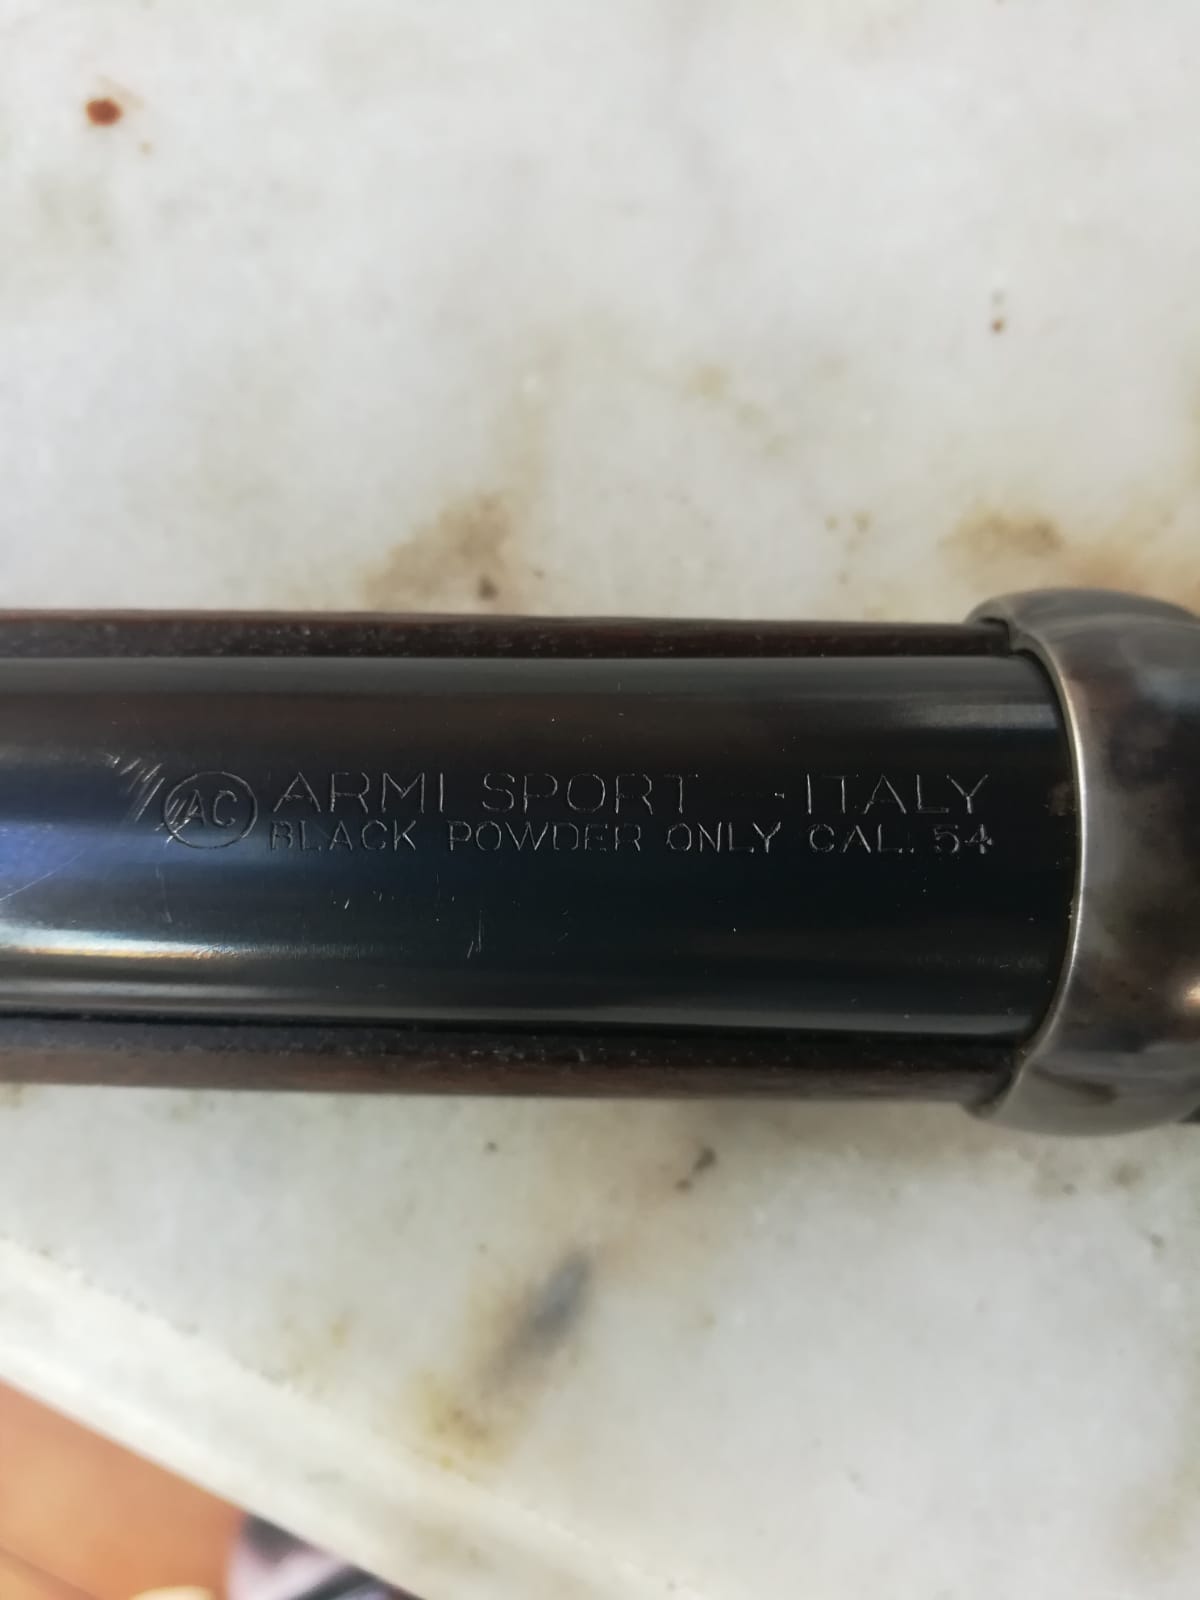 AC ARMI SPORT — ITALY
BLACK POWDER ONLY CAL. 54